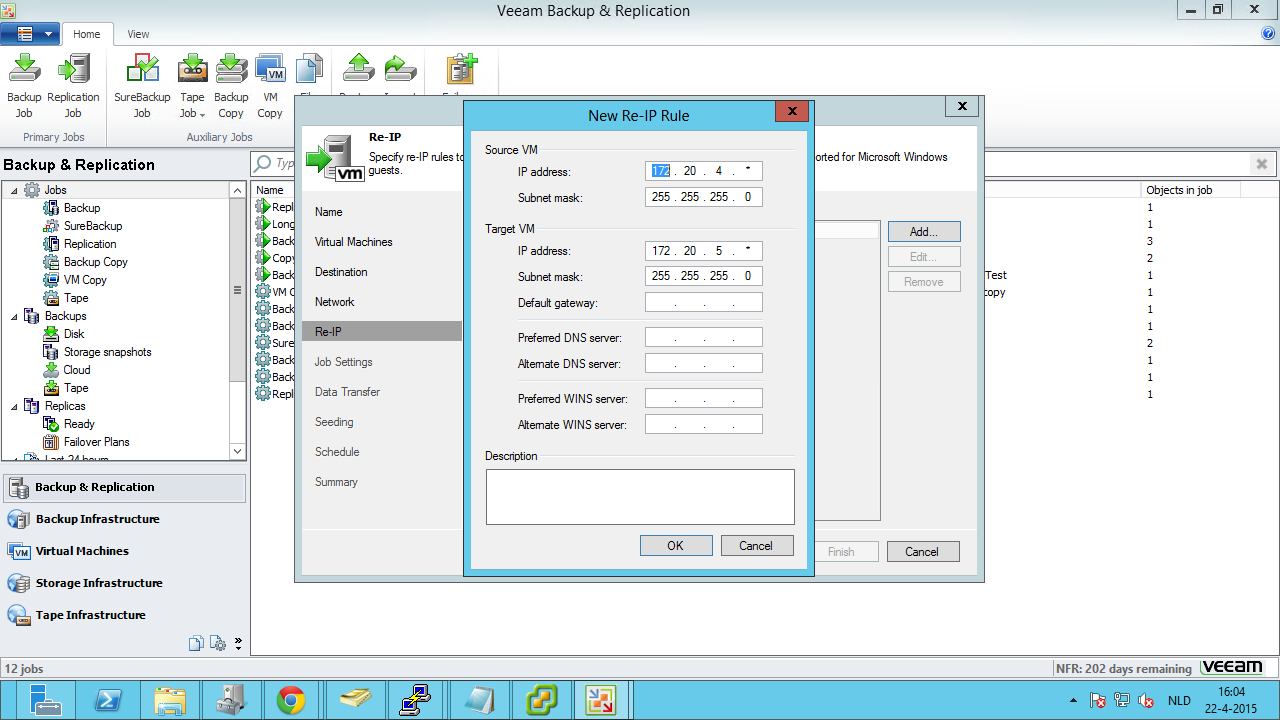 Veeam Backup & Replication
Home View
Backup Job
Replication Job
SureBackup Job
Tape Job
Backup Copy
VM Copy
Primary Jobs
Auxiliary Jobs
Backup & Replication
Jobs
Backup
SureBackup
Replication
Backup Copy
VM Copy
Tape
Backups
Disk
Storage snapshots
Cloud
Tape
Replicas
Ready
Failover Plans
Last 24 hours
Backup & Replication
Backup Infrastructure
Virtual Machines
Storage Infrastructure
Tape Infrastructure
Typ
Name
Objects in job
Repl 1
Long 1
Back 3
Copy 2
Back Test 1
VM C copy 1
Back 1
Back 1
Sure 2
Back 1
Back 1
Repl 1
Re-IP
Specify re-IP rules to
orted for Microsoft Windows
guests.
vm
Name
Virtual Machines
Destination
Network
Re-IP
Job Settings
Data Transfer
Seeding
Schedule
Summary
Add...
Edit...
Remove
Finish
Cancel
New Re-IP Rule
Source VM
IP address: 172 . 20 . 4 . *
Subnet mask: 255 . 255 . 255 . 0
Target VM
IP address: 172 . 20 . 5 . *
Subnet mask: 255 . 255 . 255 . 0
Default gateway: . . .
Preferred DNS server: . . .
Alternate DNS server: . . .
Preferred WINS server: . . .
Alternate WINS server: . . .
Description
OK Cancel
12 jobs
NFR: 202 days remaining veeam
NLD
16:04
22-4-2015